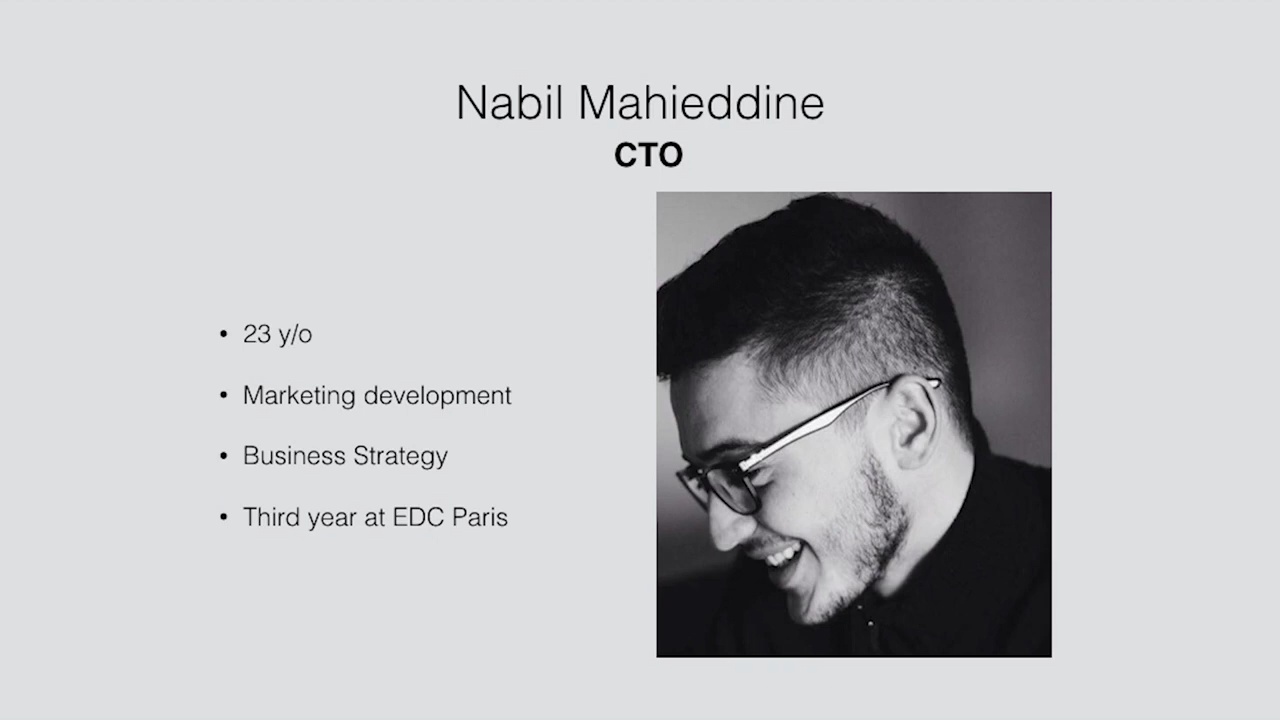 Nabil Mahieddine
CTO
• 23 y/o
• Marketing development
• Business Strategy
• Third year at EDC Paris